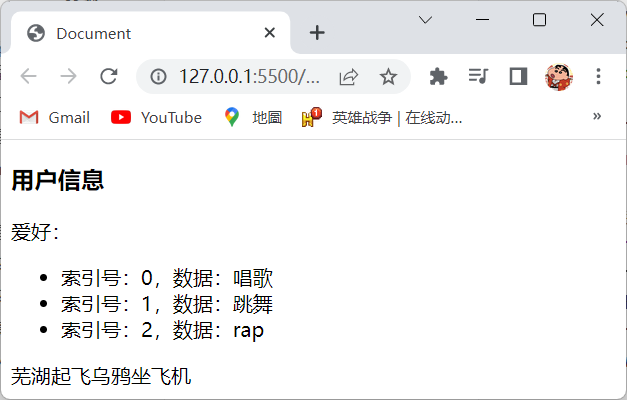 Document
127.0.0.1:5500/...
Gmail
YouTube
地圖
英雄战争 | 在线动...
用户信息
爱好：
索引号：0，数据：唱歌
索引号：1，数据：跳舞
索引号：2，数据：rap
芜湖起飞乌鸦坐飞机